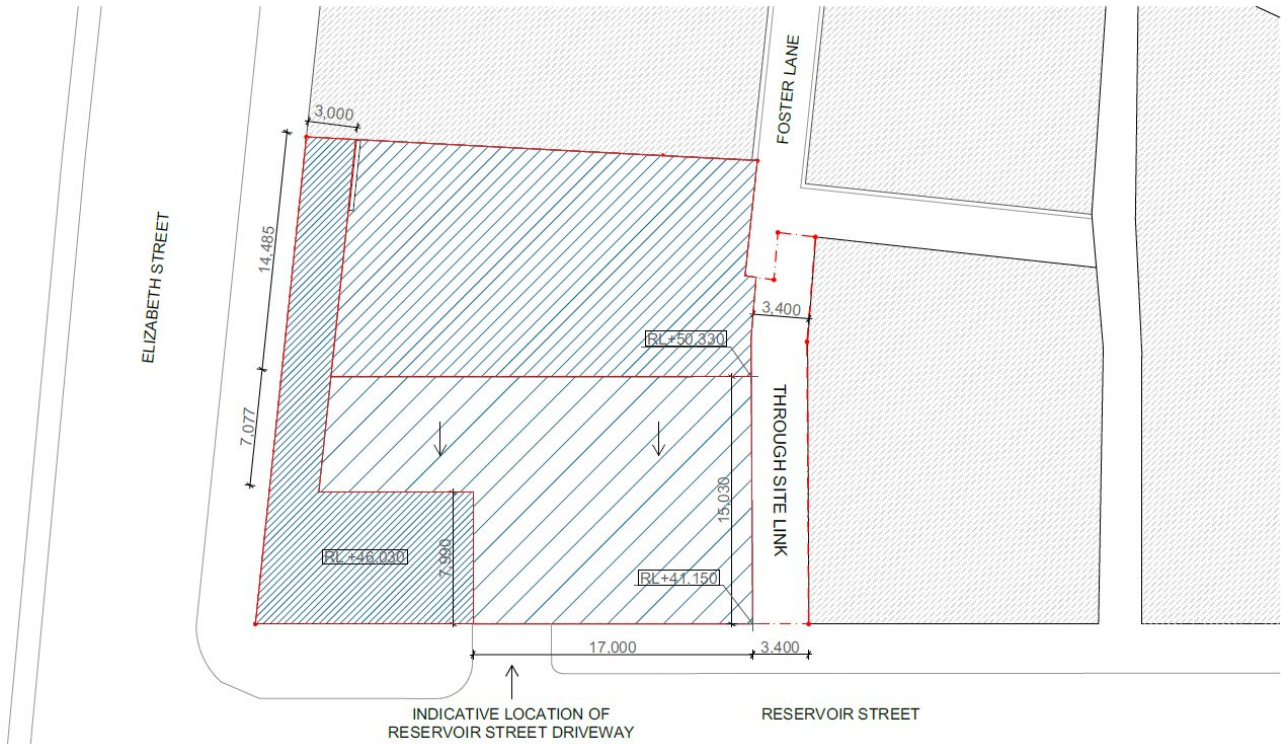 FOSTER LANE
3,000
ELIZABETH STREET
14,485
3,400
RL+50,330
7,077
THROUGH SITE LINK
15,030
RL +46,030
7,990
RL+41,150
17,000
3,400
INDICATIVE LOCATION OF
RESERVOIR STREET DRIVEWAY
RESERVOIR STREET